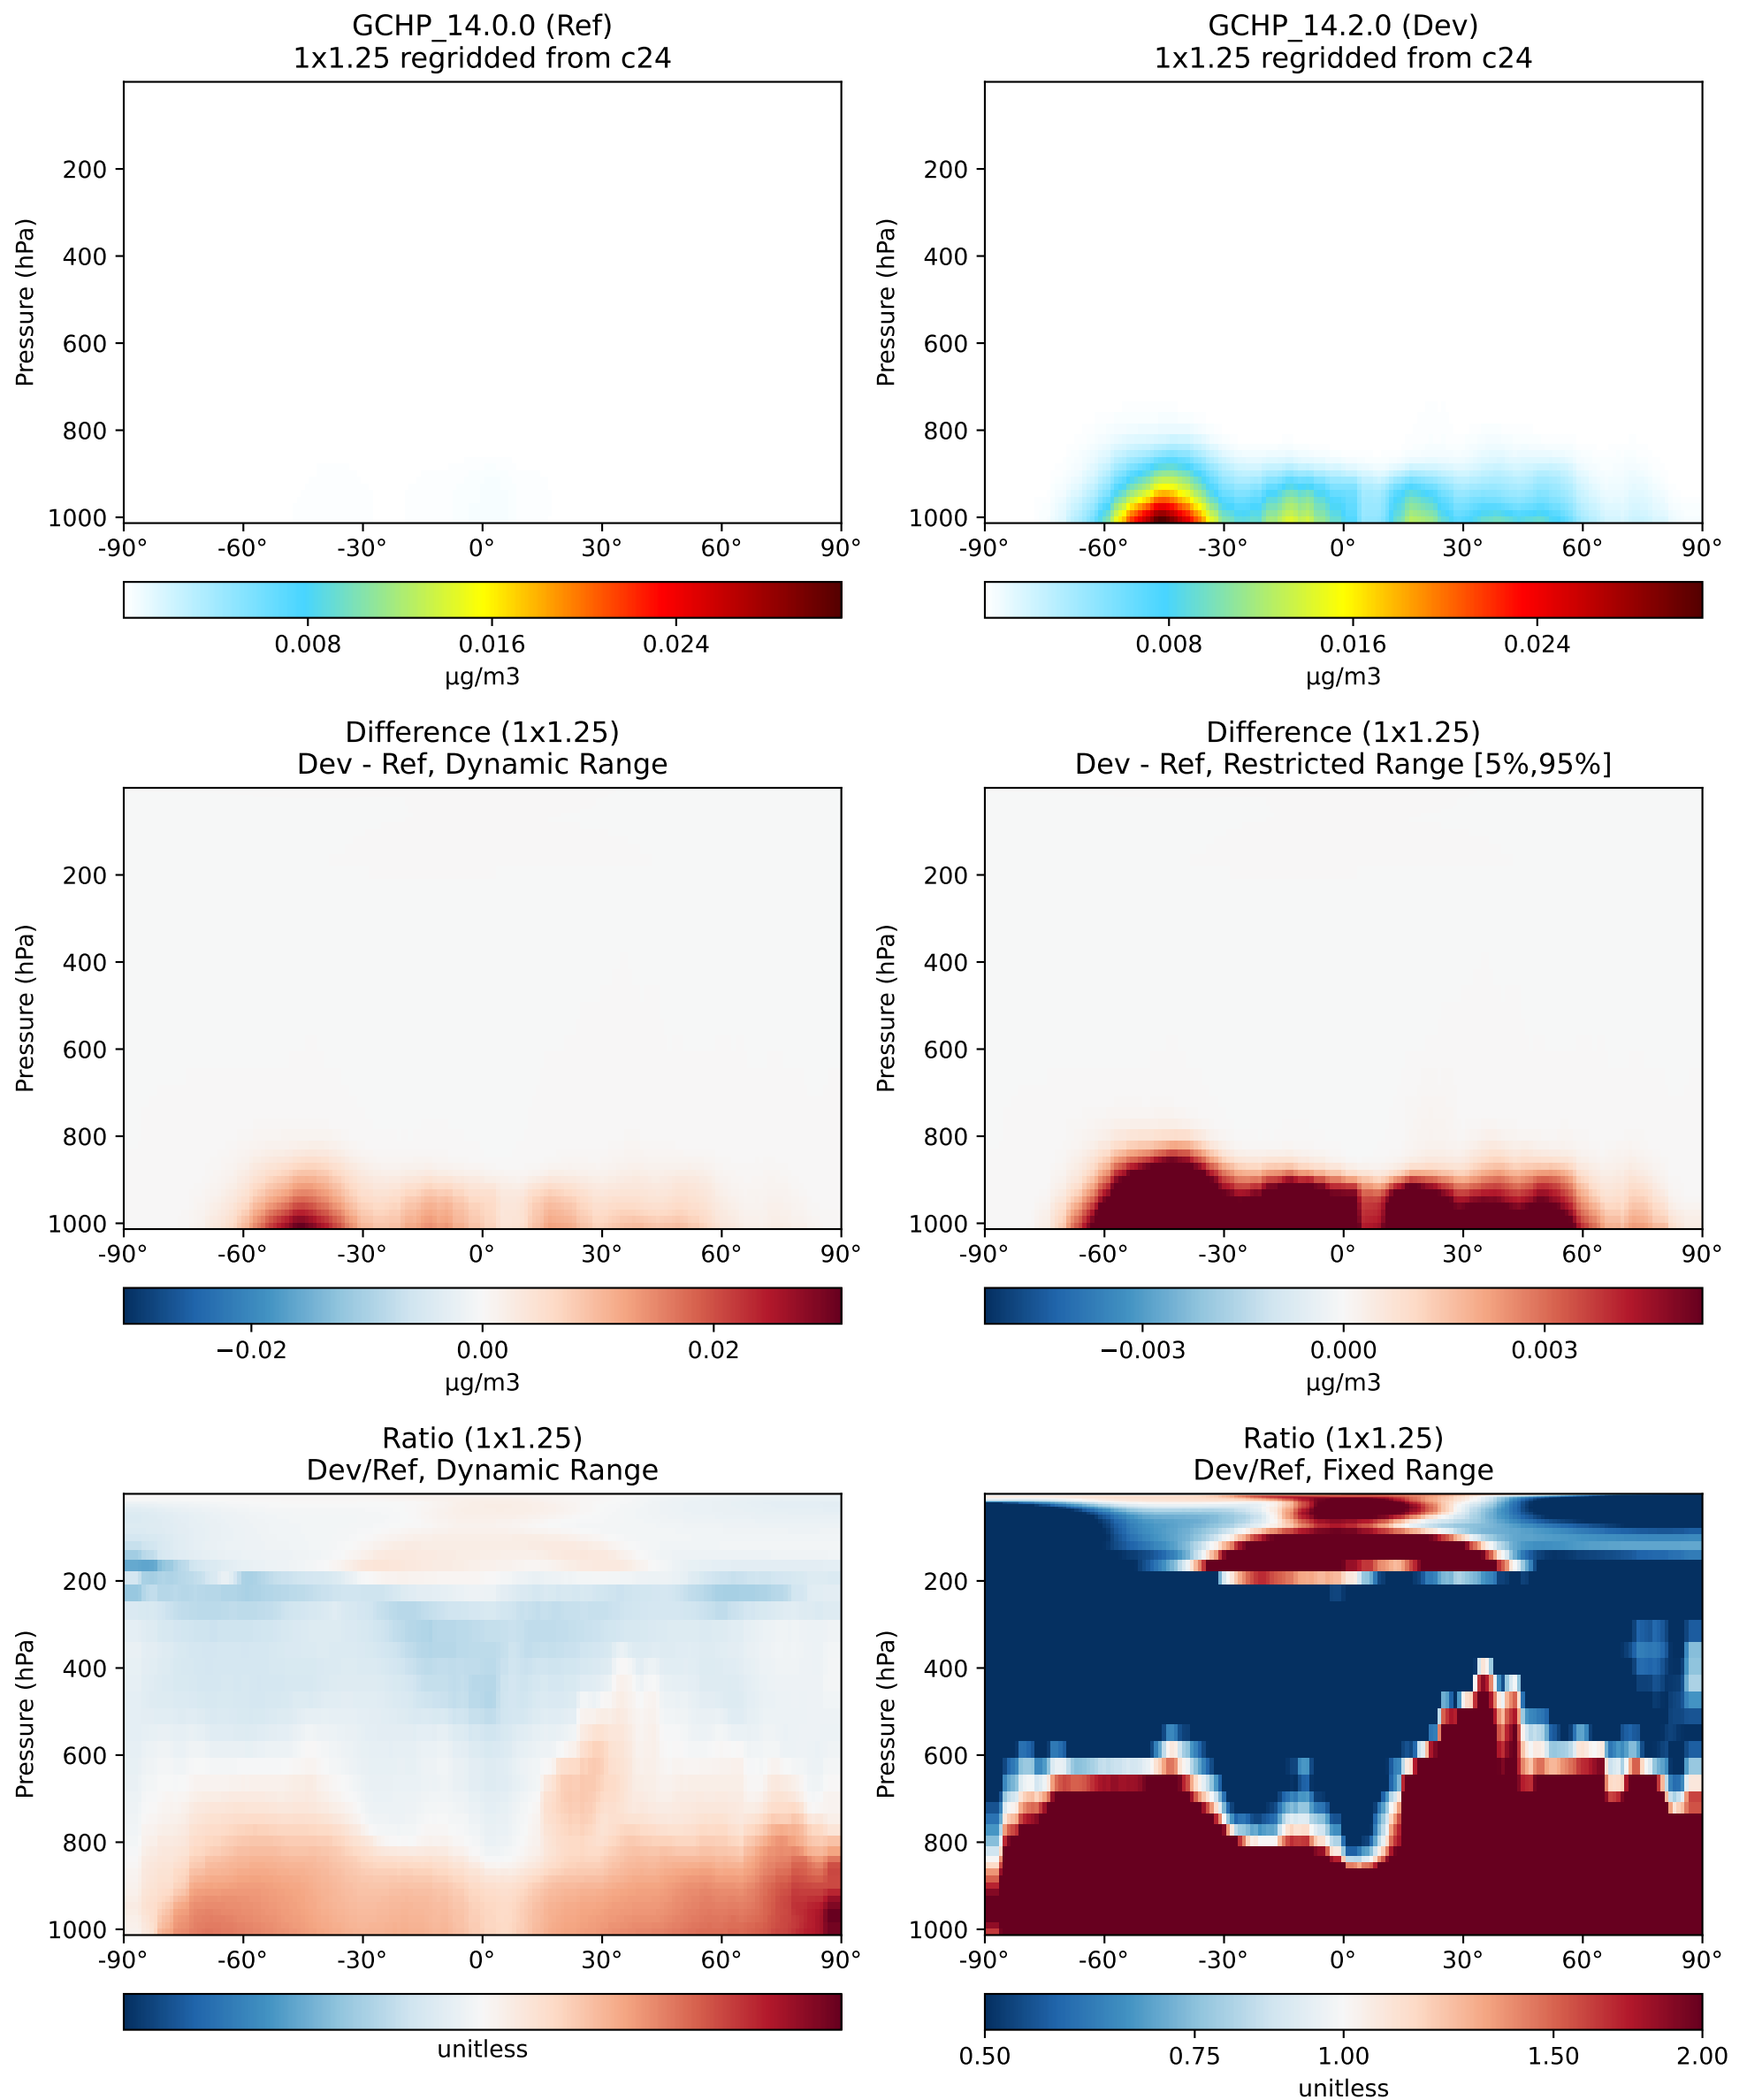 GCHP_14.0.0 (Ref)
1x1.25 regridded from c24
Pressure (hPa)
200
400
600
800
1000
-90° -60° -30° 0° 30° 60° 90°
0.008 0.016 0.024
µg/m3
GCHP_14.2.0 (Dev)
1x1.25 regridded from c24
Pressure (hPa)
200
400
600
800
1000
-90° -60° -30° 0° 30° 60° 90°
0.008 0.016 0.024
µg/m3
Difference (1x1.25)
Dev - Ref, Dynamic Range
Pressure (hPa)
200
400
600
800
1000
-90° -60° -30° 0° 30° 60° 90°
−0.02 0.00 0.02
µg/m3
Difference (1x1.25)
Dev - Ref, Restricted Range [5%,95%]
Pressure (hPa)
200
400
600
800
1000
-90° -60° -30° 0° 30° 60° 90°
−0.003 0.000 0.003
µg/m3
Ratio (1x1.25)
Dev/Ref, Dynamic Range
Pressure (hPa)
200
400
600
800
1000
-90° -60° -30° 0° 30° 60° 90°
unitless
Ratio (1x1.25)
Dev/Ref, Fixed Range
Pressure (hPa)
200
400
600
800
1000
-90° -60° -30° 0° 30° 60° 90°
0.50 0.75 1.00 1.50 2.00
unitless